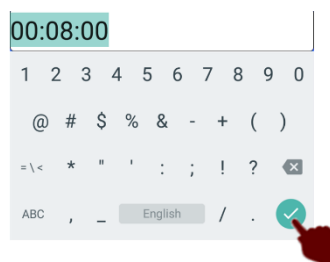 00:08:00
1 2 3 4 5 6 7 8 9 0
@ # $ % & - + ( )
= \ < * " ' : ; ! ?
ABC , _ English / .